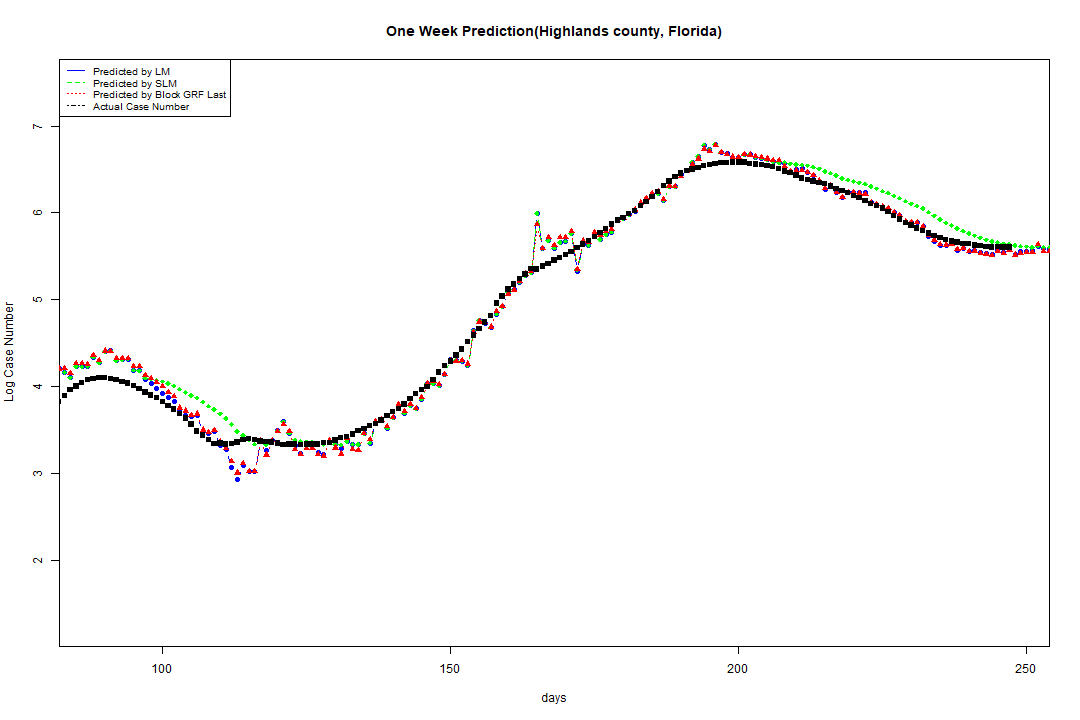 One Week Prediction(Highlands county, Florida)
Predicted by LM
Predicted by SLM
Predicted by Block GRF Last
Actual Case Number
7
6
5
4
3
2
Log Case Number
100 150 200 250
days